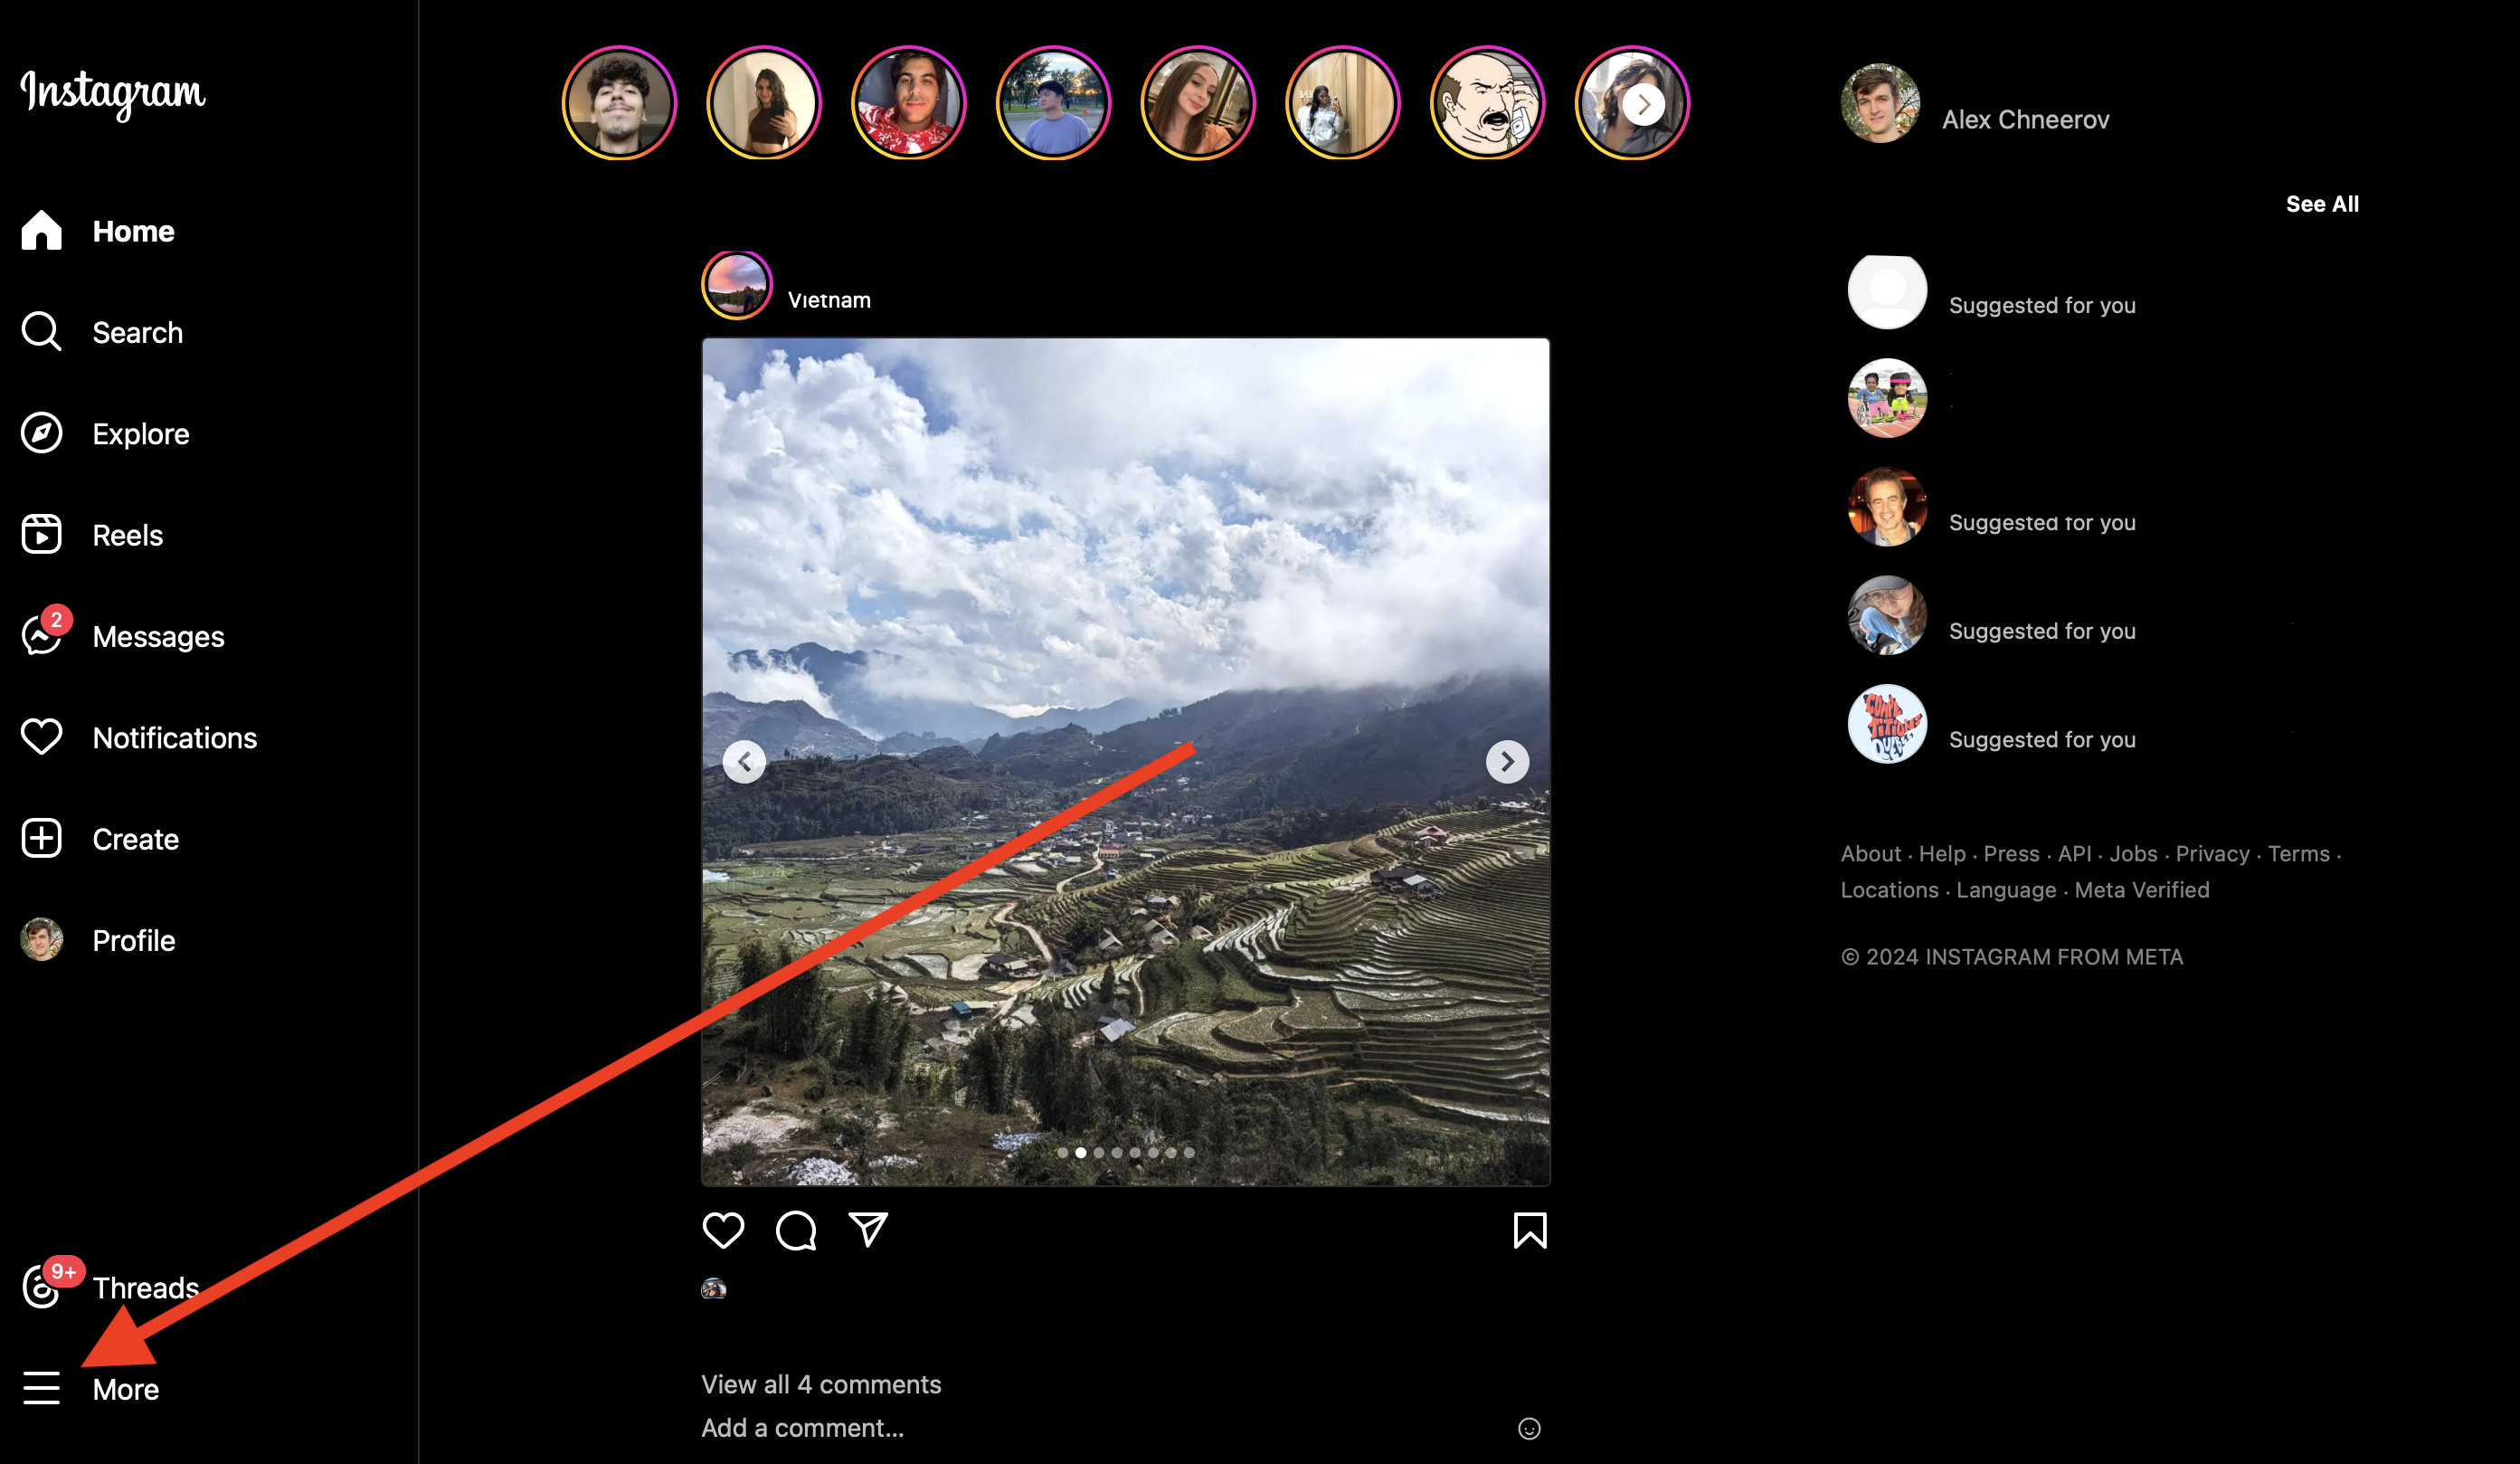 Instagram
Home
Search
Explore
Reels
2
Messages
Notifications
Create
Profile
9+
Threads
More
Vietnam
View all 4 comments
Add a comment...
Alex Chneerov
See All
Suggested for you
Suggested for you
Suggested for you
COMPÉTITIONS QUÉBEC
Suggested for you
About · Help · Press · API · Jobs · Privacy · Terms ·
Locations · Language · Meta Verified
© 2024 INSTAGRAM FROM META